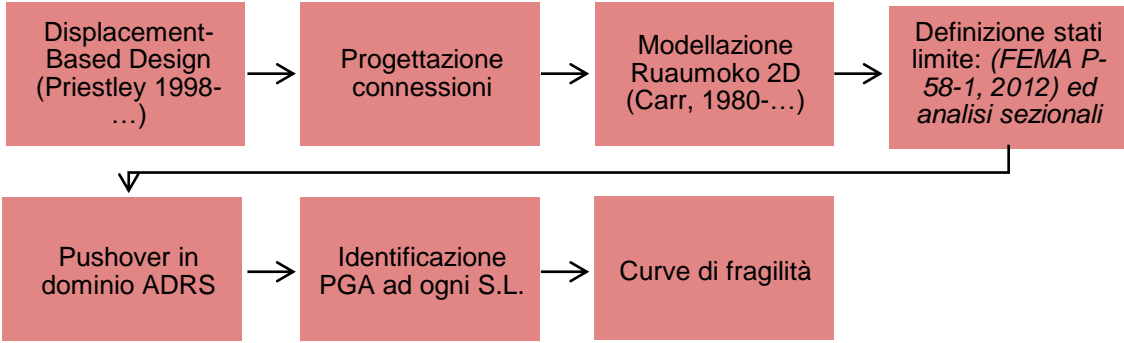 Displacement-
Based Design
(Priestley 1998-
…)
Progettazione
connessioni
Modellazione
Ruaumoko 2D
(Carr, 1980-…)
Definizione stati
limite: (FEMA P-
58-1, 2012) ed
analisi sezionali
Pushover in
dominio ADRS
Identificazione
PGA ad ogni S.L.
Curve di fragilità